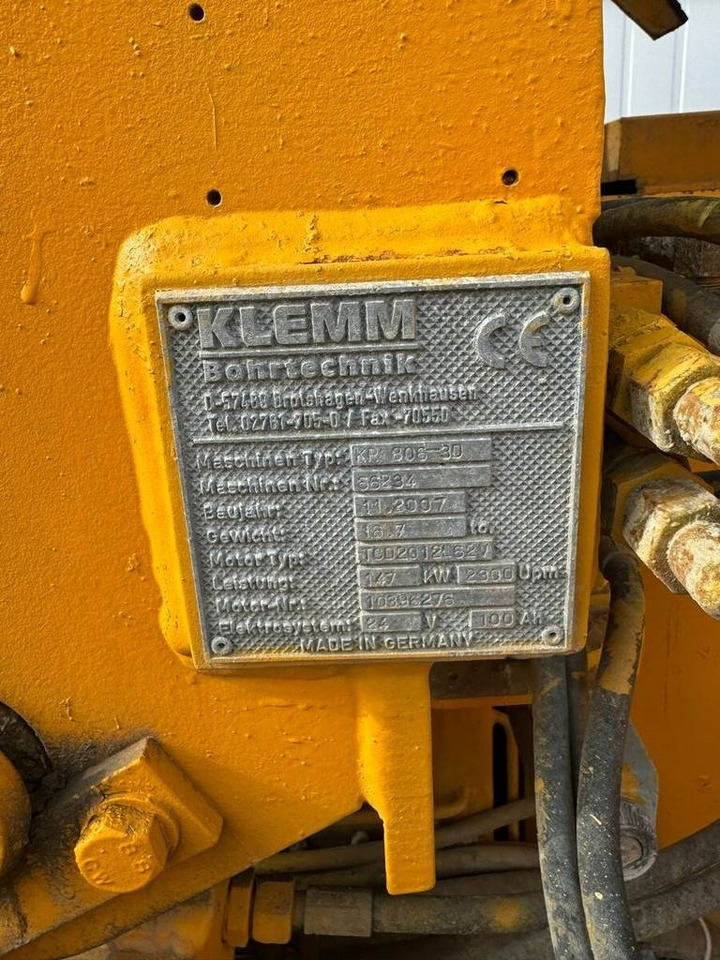 KLEMM CE
Bohrtechnik
D-57489 Drolshagen-Wenkhausen
Tel. 02761-705-0 / Fax -70550
Maschinen Typ: KR 806-3D
Maschinen Nr.: 66234
Baujahr: 11.2007
Gewicht: 16.7 to.
Motor Typ: TCD2012L62V
Leistung: 147 KW 2300 Upm
Motor-Nr.: 10396276
Elektrosystem: 24 V 100 Ah
MADE IN GERMANY